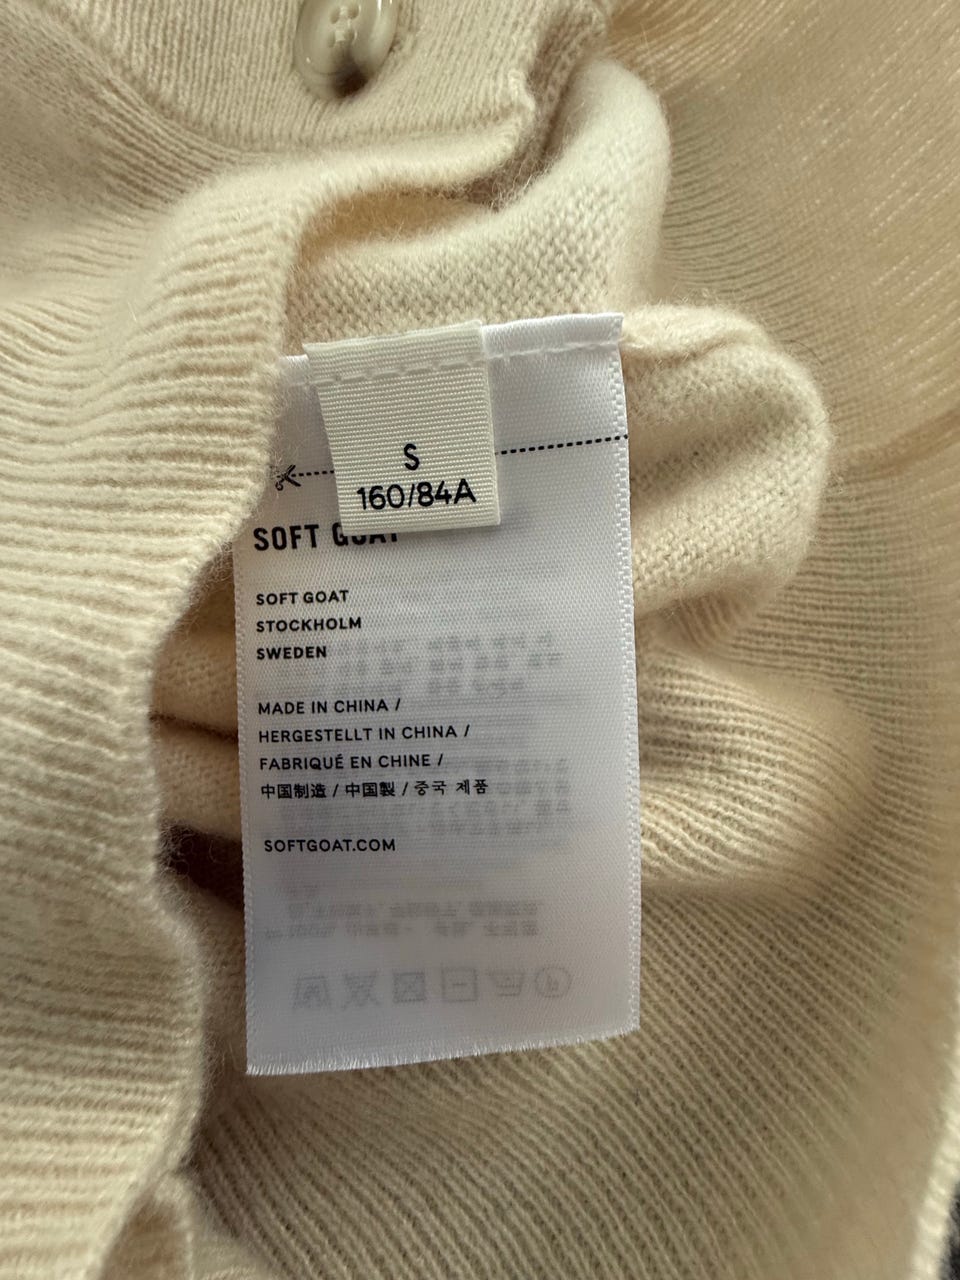 S
160/84A
SOFT GOAT
SOFT GOAT
STOCKHOLM
SWEDEN
MADE IN CHINA /
HERGESTELLT IN CHINA /
FABRIQUÉ EN CHINE /
中国制造 / 中国製 / 중국 제품
SOFTGOAT.COM